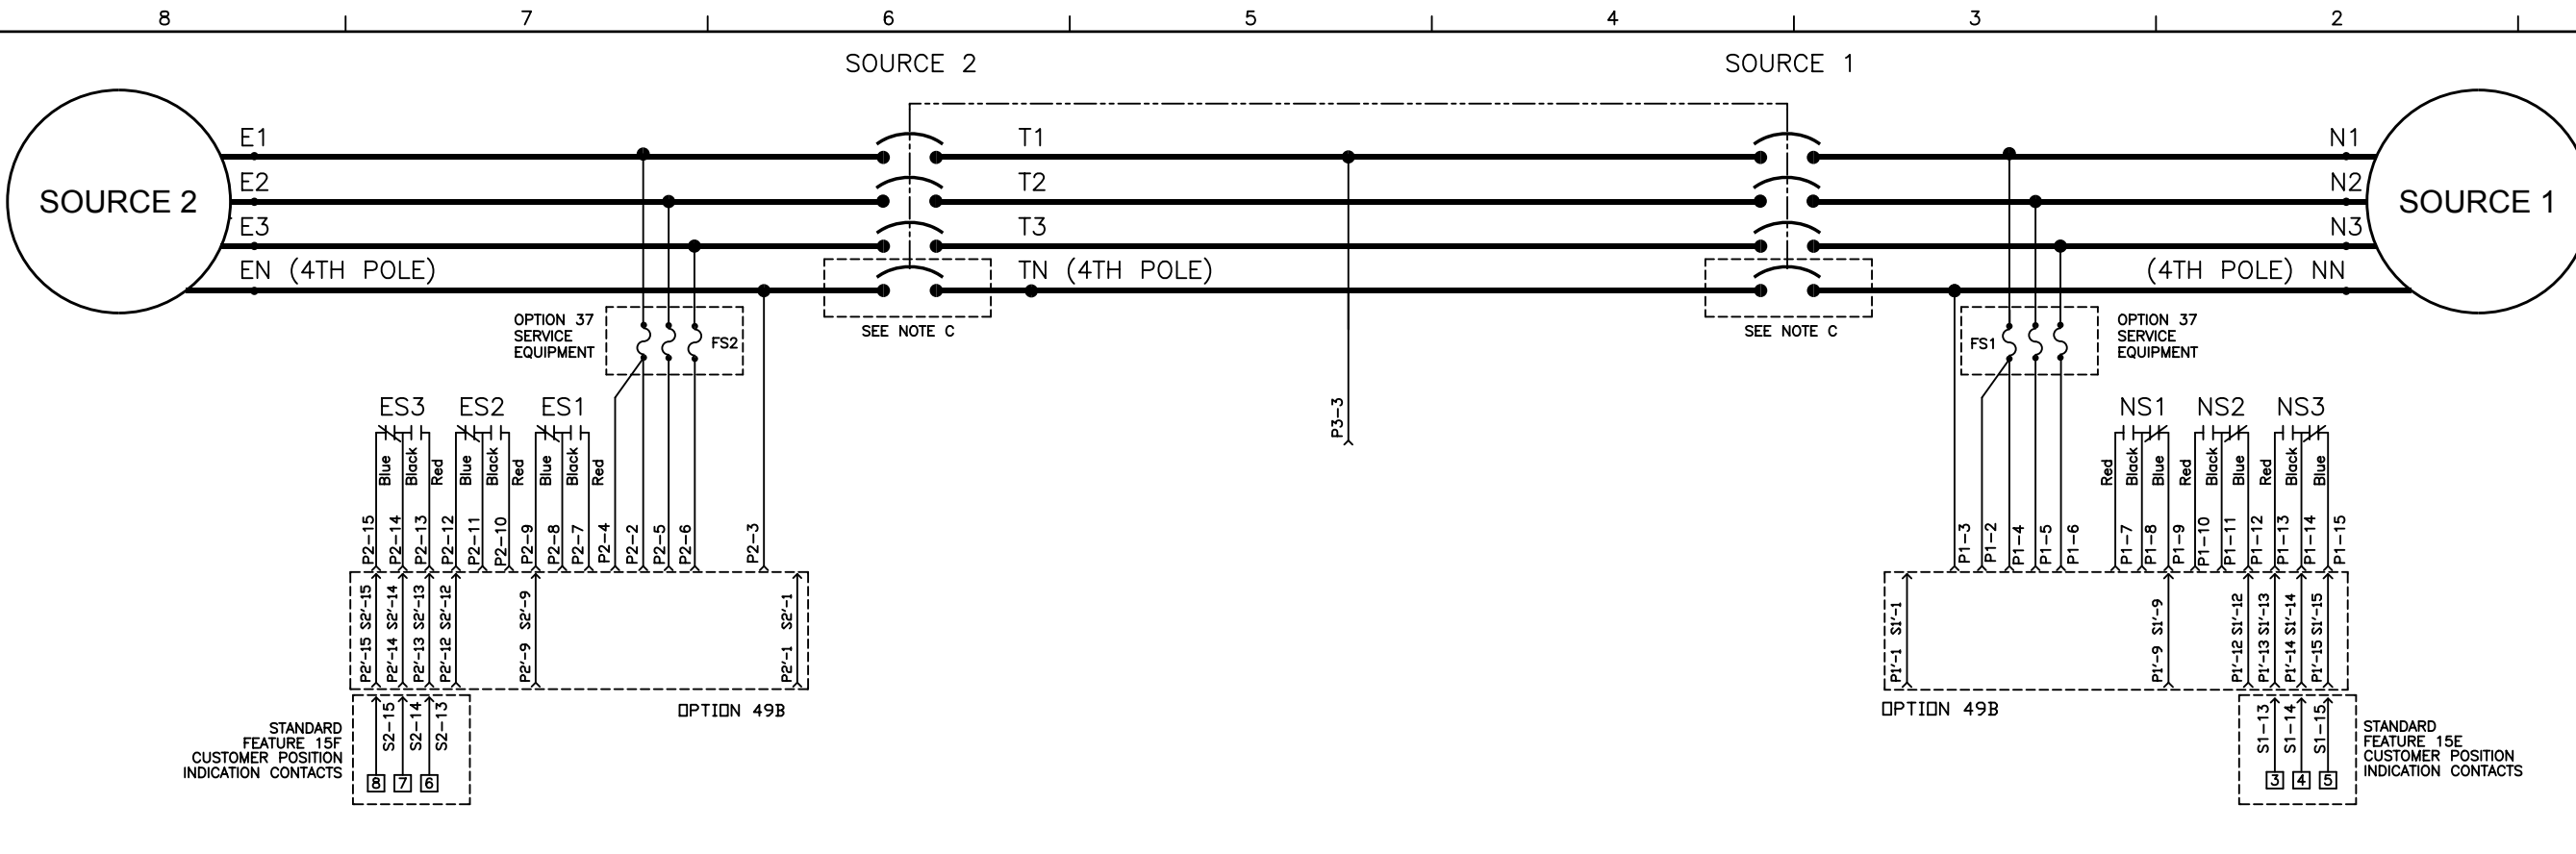 8 7 6 5 4 3 2
SOURCE 2 SOURCE 1
E1 T1 N1
E2 T2 N2
SOURCE 2 SOURCE 1
E3 T3 N3
EN (4TH POLE) TN (4TH POLE) (4TH POLE) NN
SEE NOTE C SEE NOTE C
OPTION 37
SERVICE
EQUIPMENT
FS2
FS1
OPTION 37
SERVICE
EQUIPMENT
P3-3
ES3 ES2 ES1
NS1 NS2 NS3
Blue Black Red Blue Black Red Blue Black Red
Red Black Blue Red Black Blue Red Black Blue
P2-15 P2-14 P2-13 P2-12 P2-11 P2-10 P2-9 P2-8 P2-7 P2-4 P2-2 P2-5 P2-6 P2-3
P1-3 P1-2 P1-4 P1-5 P1-6 P1-7 P1-8 P1-9 P1-10 P1-11 P1-12 P1-13 P1-14 P1-15
P2'-15 S2'-15
P2'-14 S2'-14
P2'-13 S2'-13
P2'-12 S2'-12
P2'-9 S2'-9
P2'-1 S2'-1
P1'-1 S1'-1
P1'-9 S1'-9
P1'-12 S1'-12
P1'-13 S1'-13
P1'-14 S1'-14
P1'-15 S1'-15
OPTION 49B
OPTION 49B
STANDARD
FEATURE 15F
CUSTOMER POSITION
INDICATION CONTACTS
S2-15 S2-14 S2-13
8 7 6
S1-13 S1-14 S1-15
3 4 5
STANDARD
FEATURE 15E
CUSTOMER POSITION
INDICATION CONTACTS